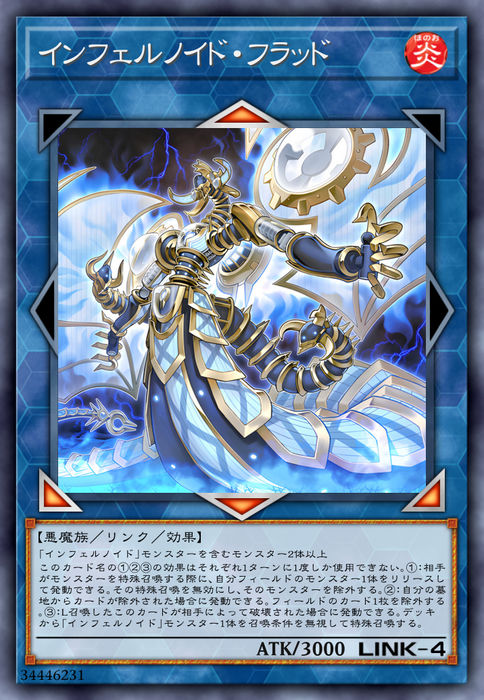 インフェルノイド・フラッド
ほのお
炎
【悪魔族／リンク／効果】
「インフェルノイド」モンスターを含むモンスター2体以上
このカード名の①②③の効果はそれぞれ1ターンに1度しか使用できない。①:相手
がモンスターを特殊召喚する際に、自分フィールドのモンスター1体をリリースし
て発動できる。その特殊召喚を無効にし、そのモンスターを除外する。②:自分の墓
地からカードが除外された場合に発動できる。フィールドのカード1枚を除外する
。③:L召喚したこのカードが相手によって破壊された場合に発動できる。デッキ
から「インフェルノイド」モンスター1体を召喚条件を無視して特殊召喚する。
ATK/3000 LINK-4
34446231